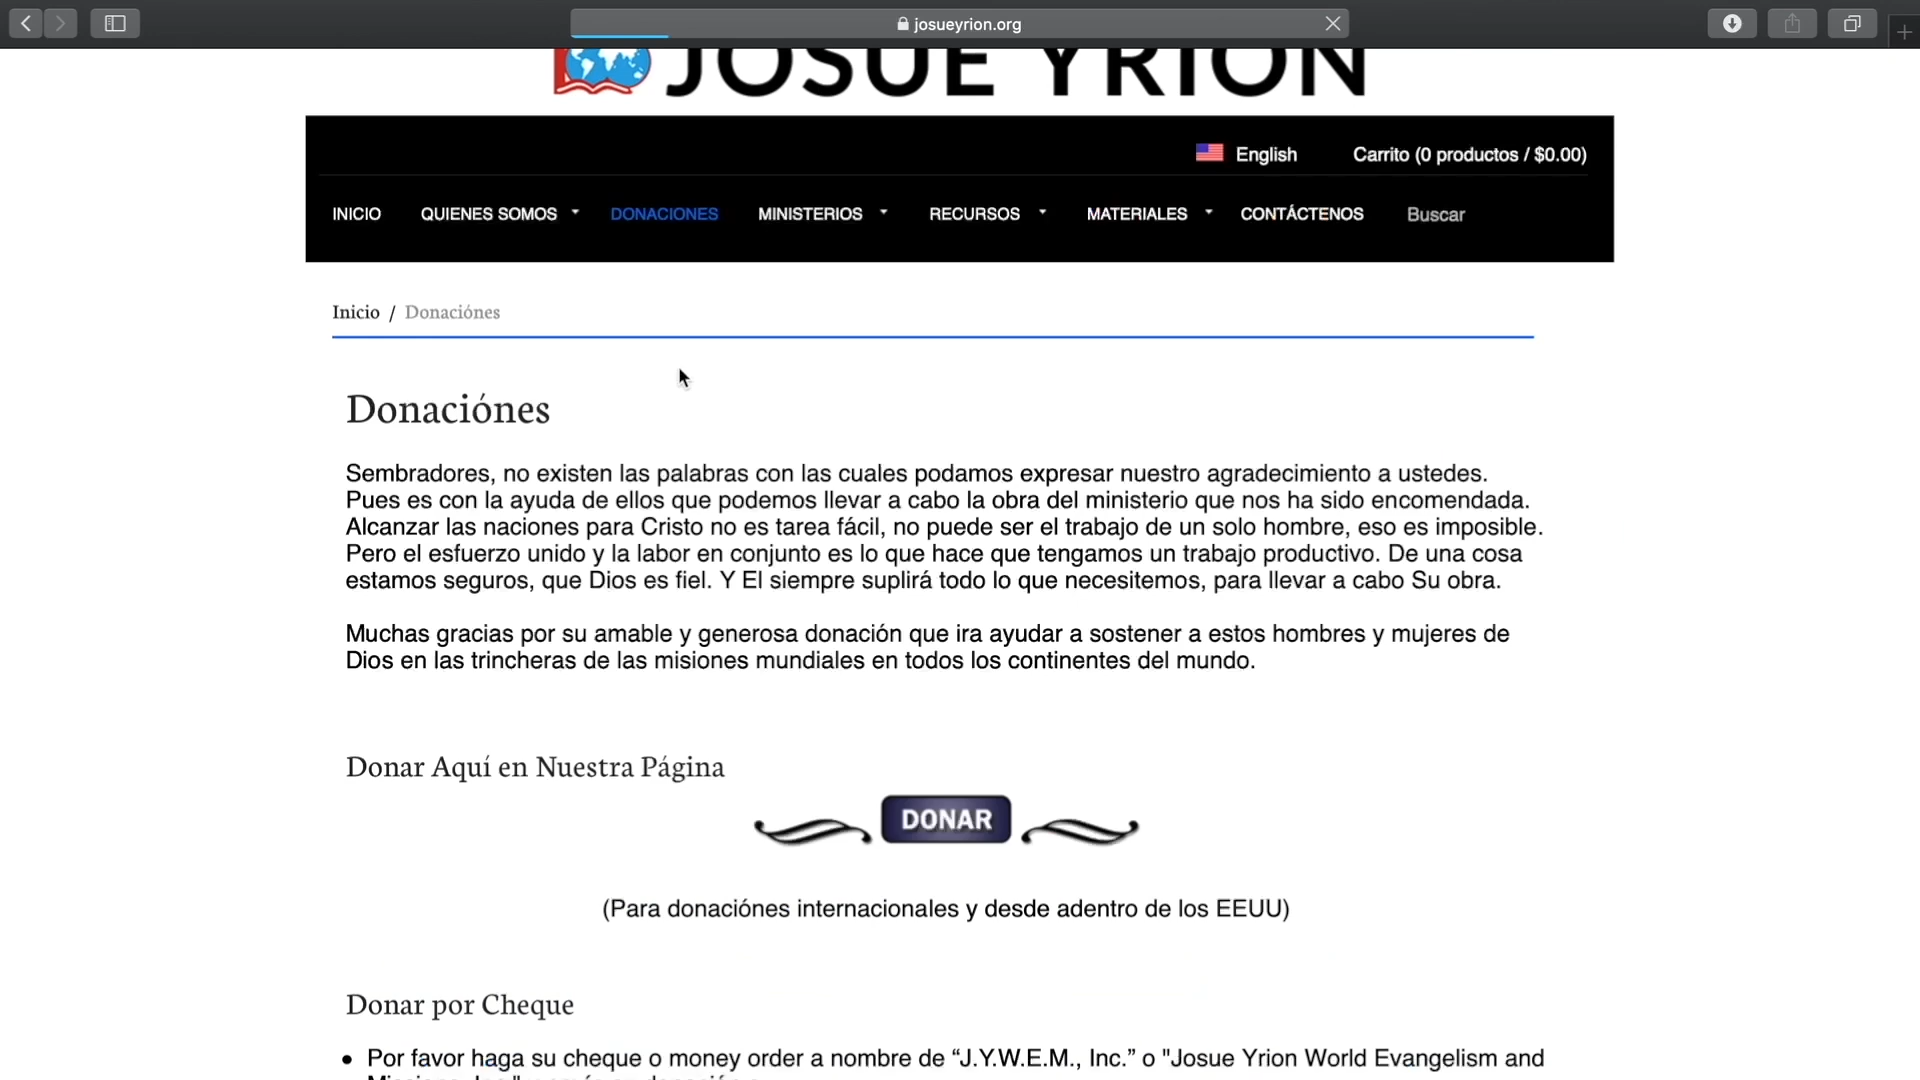 josueyrion.org
JOSUE YRION
English
Carrito (0 productos / $0.00)
INICIO QUIENES SOMOS DONACIONES MINISTERIOS RECURSOS MATERIALES CONTÁCTENOS Buscar
Inicio / Donaciónes
Donaciónes
Sembradores, no existen las palabras con las cuales podamos expresar nuestro agradecimiento a ustedes.
Pues es con la ayuda de ellos que podemos llevar a cabo la obra del ministerio que nos ha sido encomendada.
Alcanzar las naciones para Cristo no es tarea fácil, no puede ser el trabajo de un solo hombre, eso es imposible.
Pero el esfuerzo unido y la labor en conjunto es lo que hace que tengamos un trabajo productivo. De una cosa
estamos seguros, que Dios es fiel. Y El siempre suplirá todo lo que necesitemos, para llevar a cabo Su obra.
Muchas gracias por su amable y generosa donación que ira ayudar a sostener a estos hombres y mujeres de
Dios en las trincheras de las misiones mundiales en todos los continentes del mundo.
Donar Aquí en Nuestra Página
DONAR
(Para donaciónes internacionales y desde adentro de los EEUU)
Donar por Cheque
• Por favor haga su cheque o money order a nombre de “J.Y.W.E.M., Inc.” o "Josue Yrion World Evangelism and